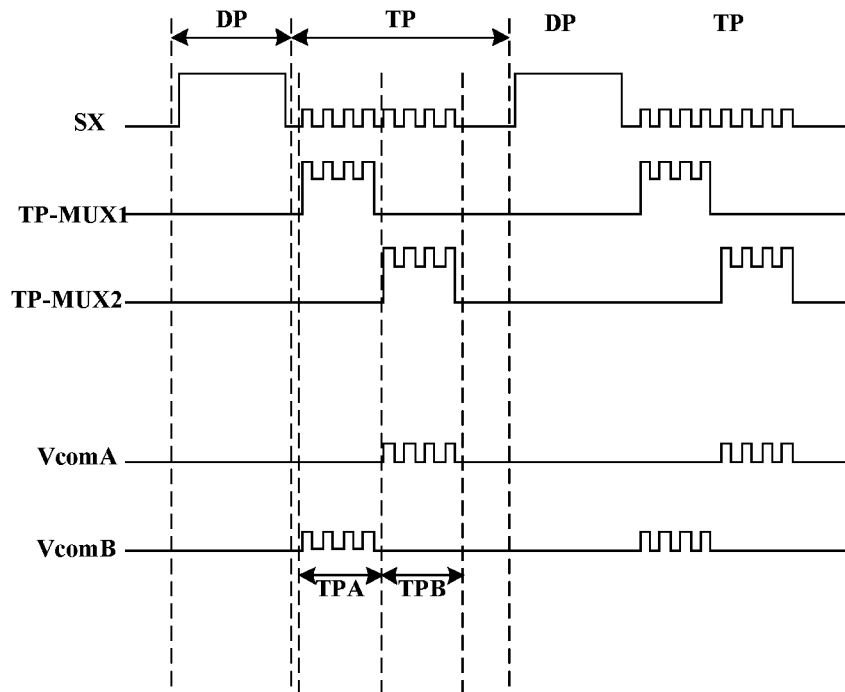 DP TP DP TP
SX
TP-MUX1
TP-MUX2
VcomA
VcomB
TPA TPB